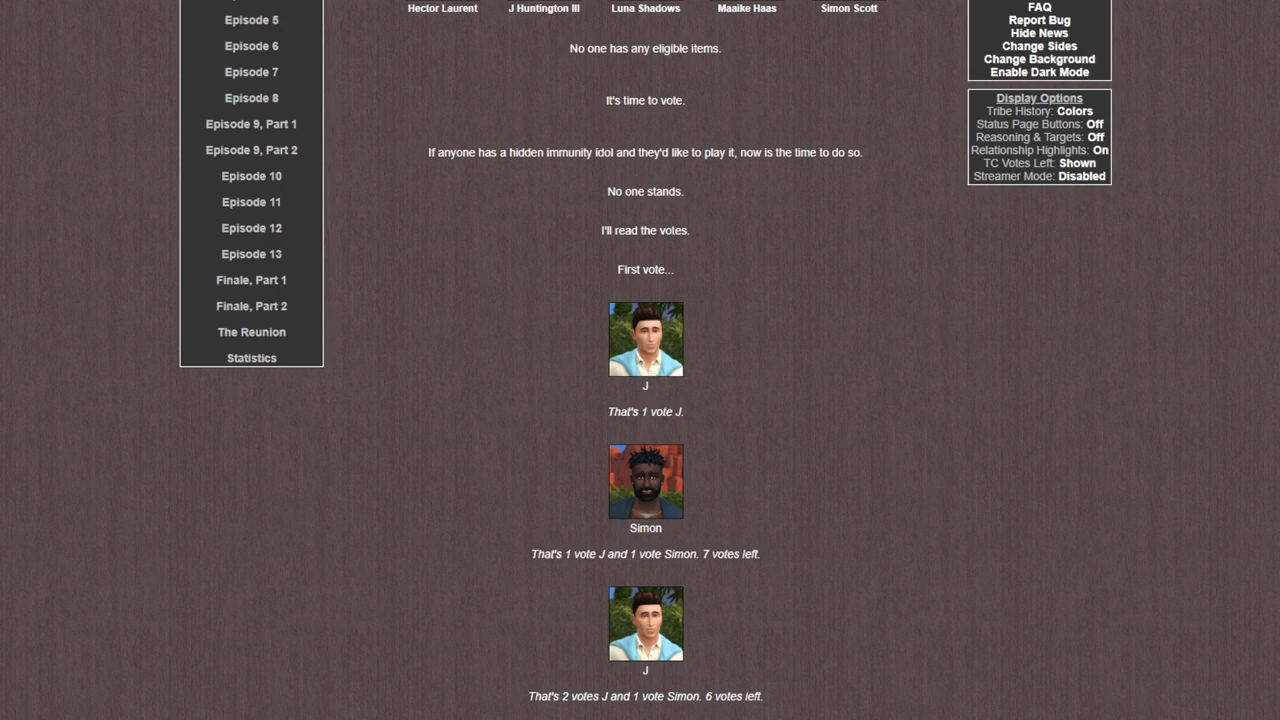 Episode 5
Episode 6
Episode 7
Episode 8
Episode 9, Part 1
Episode 9, Part 2
Episode 10
Episode 11
Episode 12
Episode 13
Finale, Part 1
Finale, Part 2
The Reunion
Statistics
Hector Laurent
J Huntington III
Luna Shadows
Maaike Haas
Simon Scott
No one has any eligible items.
It's time to vote.
If anyone has a hidden immunity idol and they'd like to play it, now is the time to do so.
No one stands.
I'll read the votes.
First vote...
J
That's 1 vote J.
Simon
That's 1 vote J and 1 vote Simon. 7 votes left.
J
That's 2 votes J and 1 vote Simon. 6 votes left.
FAQ
Report Bug
Hide News
Change Sides
Change Background
Enable Dark Mode
Display Options
Tribe History: Colors
Status Page Buttons: Off
Reasoning & Targets: Off
Relationship Highlights: On
TC Votes Left: Shown
Streamer Mode: Disabled